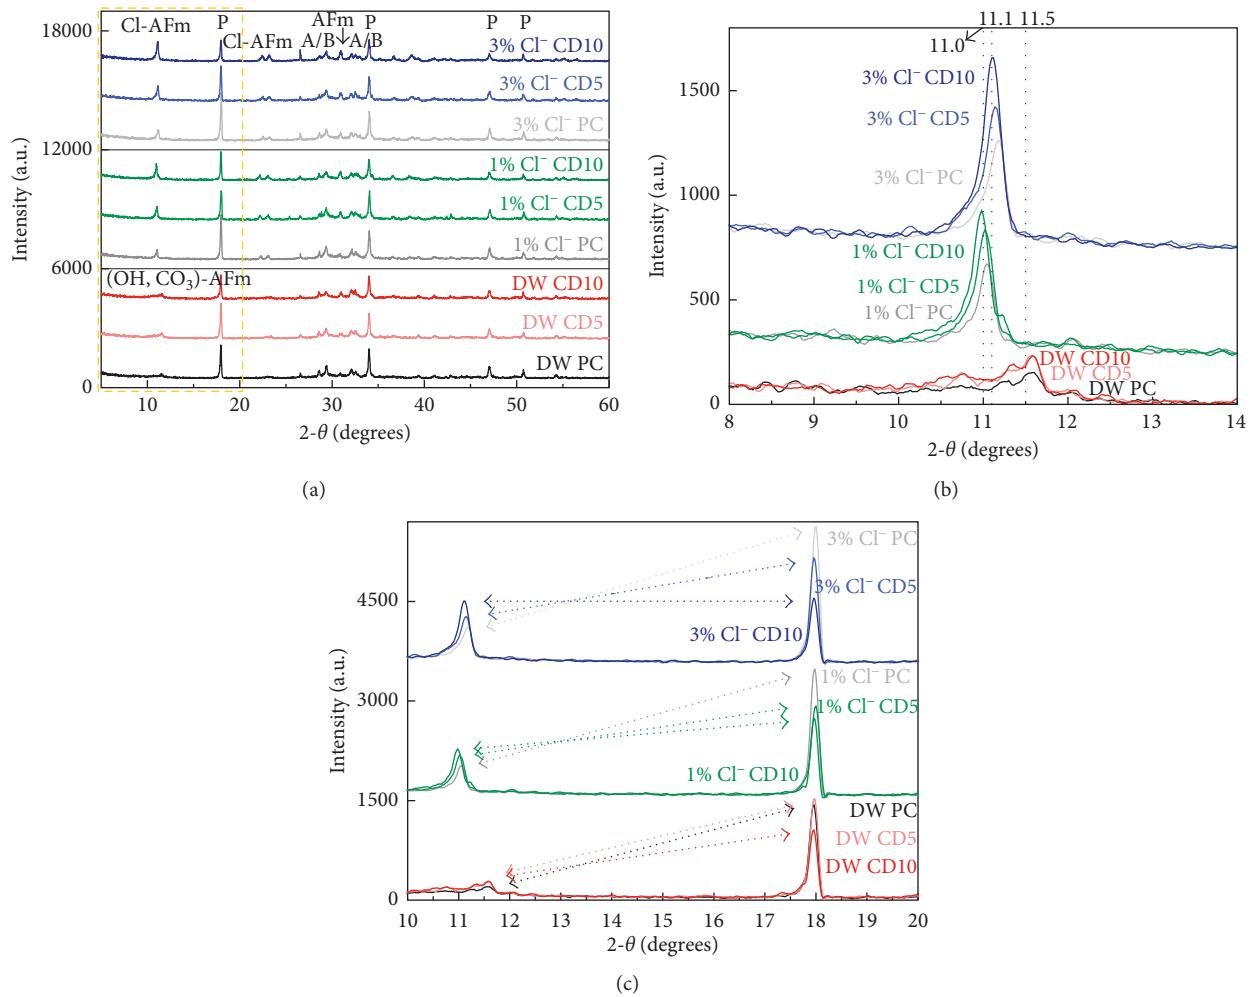 Cl-AFm
P
Cl-AFm
AFm
A/B
A/B
P
P
P
3% Cl⁻ CD10
3% Cl⁻ CD5
3% Cl⁻ PC
1% Cl⁻ CD10
1% Cl⁻ CD5
1% Cl⁻ PC
(OH, CO₃)-AFm
DW CD10
DW CD5
DW PC
18000
12000
6000
0
Intensity (a.u.)
10 20 30 40 50 60
2-θ (degrees)
(a)
11.1 11.5
11.0
3% Cl⁻ CD10
3% Cl⁻ CD5
3% Cl⁻ PC
1% Cl⁻ CD10
1% Cl⁻ CD5
1% Cl⁻ PC
DW CD10
DW CD5
DW PC
1500
1000
500
0
Intensity (a.u.)
8 9 10 11 12 13 14
2-θ (degrees)
(b)
3% Cl⁻ PC
3% Cl⁻ CD5
3% Cl⁻ CD10
1% Cl⁻ PC
1% Cl⁻ CD5
1% Cl⁻ CD10
DW PC
DW CD5
DW CD10
4500
3000
1500
0
Intensity (a.u.)
10 11 12 13 14 15 16 17 18 19 20
2-θ (degrees)
(c)